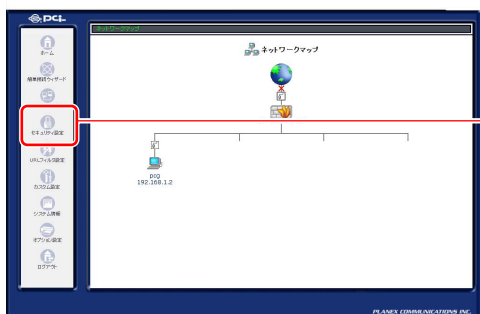 PCI
ネットワークマップ
ネットワークマップ
ホーム
簡単接続ウィザード
セキュリティ設定
URLフィルタ設定
カスタム設定
システム情報
オプション設定
ログアウト
pcp
192.168.1.2
PLANEX COMMUNICATIONS INC.